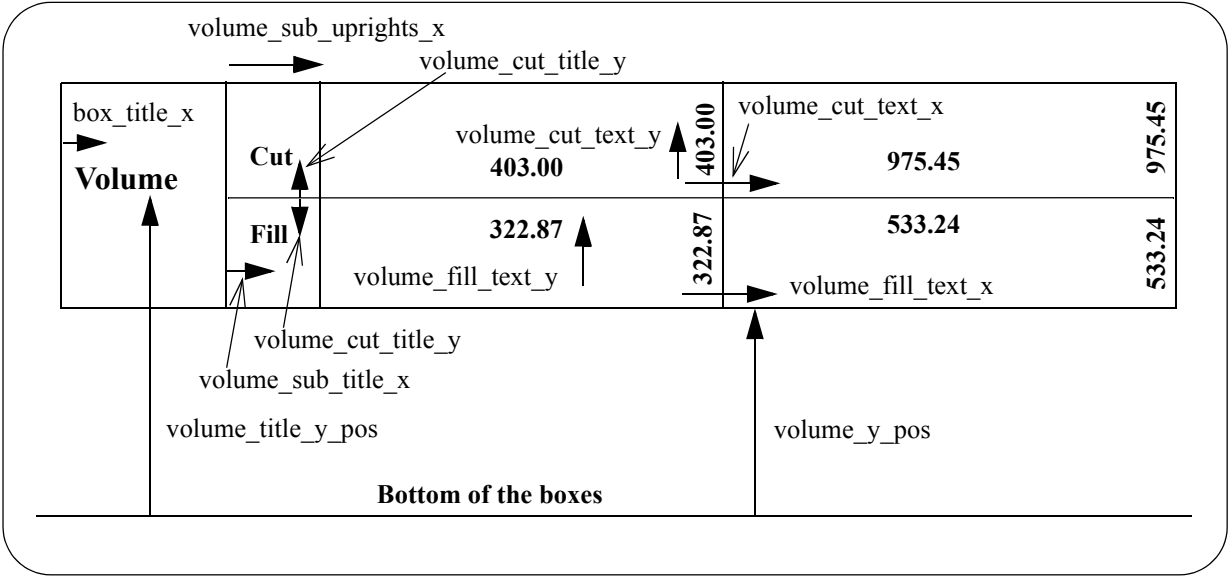 volume_sub_uprights_x
volume_cut_title_y
box_title_x
volume_cut_text_x
volume_cut_text_y
403.00
975.45
Cut
403.00
975.45
Volume
Fill
322.87
533.24
322.87
533.24
volume_fill_text_y
volume_fill_text_x
volume_cut_title_y
volume_sub_title_x
volume_title_y_pos
volume_y_pos
Bottom of the boxes